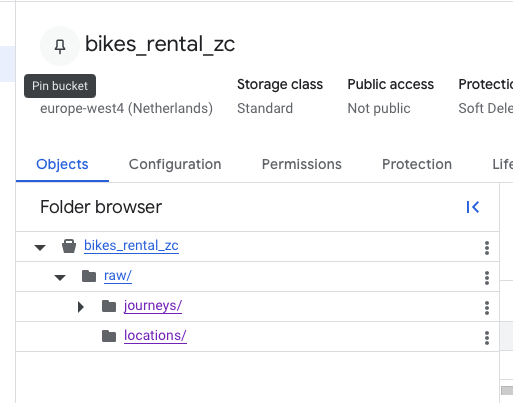 bikes_rental_zc
Pin bucket
Storage class Public access Protectio
europe-west4 (Netherlands) Standard Not public Soft Dele
Objects Configuration Permissions Protection Life
Folder browser
bikes_rental_zc
raw/
journeys/
locations/